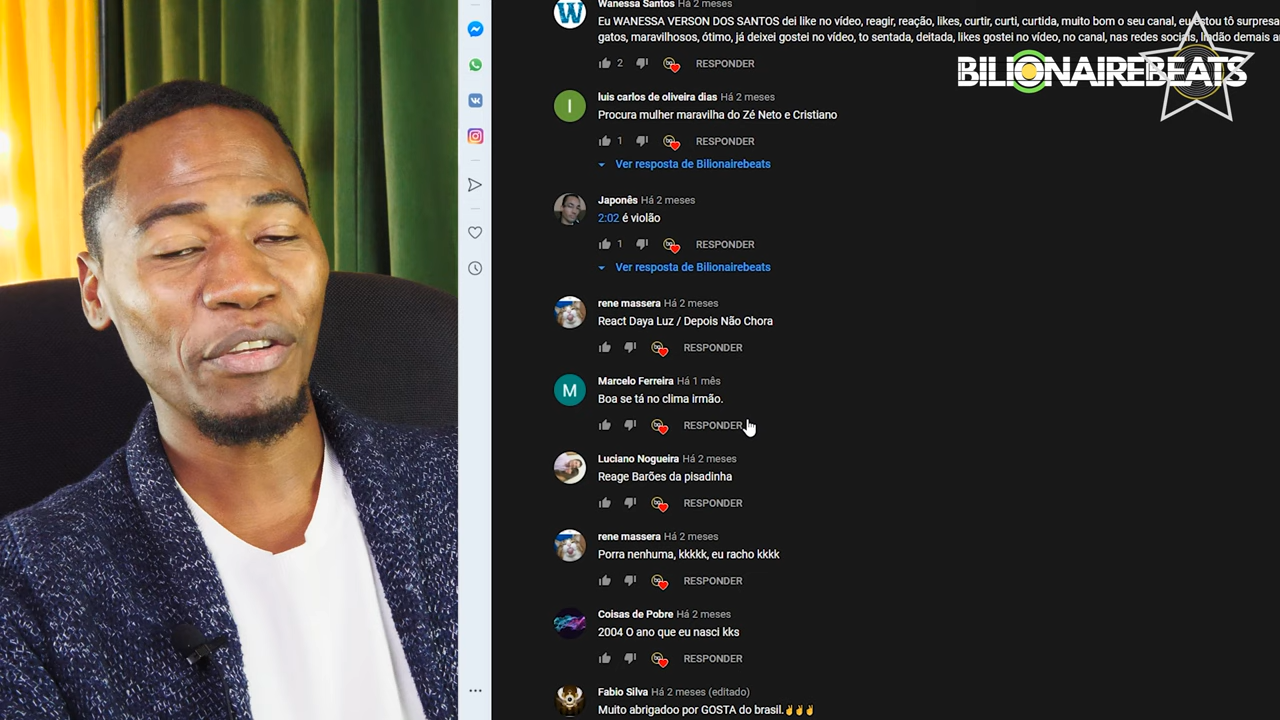 Wanessa Santos Há 2 meses
Eu WANESSA VERSON DOS SANTOS dei like no vídeo, reagir, reação, likes, curtir, curti, curtida, muito bom o seu canal, eu estou tô surpresa
gatos, maravilhosos, ótimo, já deixei gostei no vídeo, to sentada, deitada, likes gostei no vídeo, no canal, nas redes sociais, lindão demais
2 RESPONDER
BILIONAIREBEATS
luis carlos de oliveira dias Há 2 meses
Procura mulher maravilha do Zé Neto e Cristiano
1 RESPONDER
Ver resposta de Bilionairebeats
Japonês Há 2 meses
2:02 é violão
1 RESPONDER
Ver resposta de Bilionairebeats
rene massera Há 2 meses
React Daya Luz / Depois Não Chora
RESPONDER
M
Marcelo Ferreira Há 1 mês
Boa se tá no clima irmão.
RESPONDER
Luciano Nogueira Há 2 meses
Reage Barões da pisadinha
RESPONDER
rene massera Há 2 meses
Porra nenhuma, kkkkk, eu racho kkkk
RESPONDER
Coisas de Pobre Há 2 meses
2004 O ano que eu nasci kks
RESPONDER
Fabio Silva Há 2 meses (editado)
Muito abrigadoo por GOSTA do brasil.✌✌✌